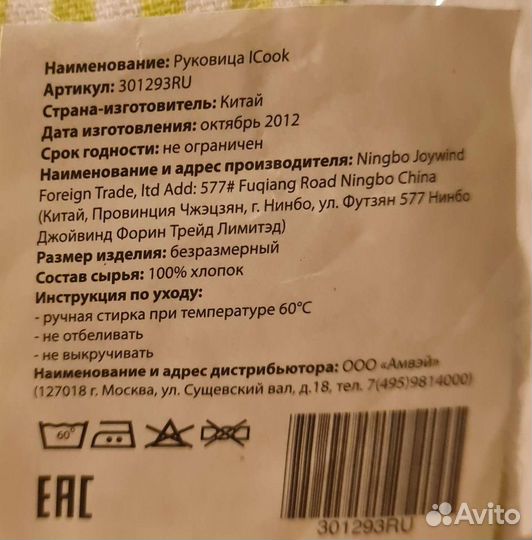 Наименование: Руковица ICook
Артикул: 301293RU
Страна-изготовитель: Китай
Дата изготовления: октябрь 2012
Срок годности: не ограничен
Наименование и адрес производителя: Ningbo Joywind
Foreign Trade, ltd Add: 577# Fuqiang Road Ningbo China
(Китай, Провинция Чжэцзян, г. Нинбо, ул. Футзян 577 Нинбо
Джойвинд Форин Трейд Лимитэд)
Размер изделия: безразмерный
Состав сырья: 100% хлопок
Инструкция по уходу:
- ручная стирка при температуре 60°С
- не отбеливать
- не выкручивать
Наименование и адрес дистрибьютора: ООО «Амвэй»
(127018 г. Москва, ул. Сущевский вал, д.18, тел. 7(495)9814000)
60°
EAC
301293RU
Avito